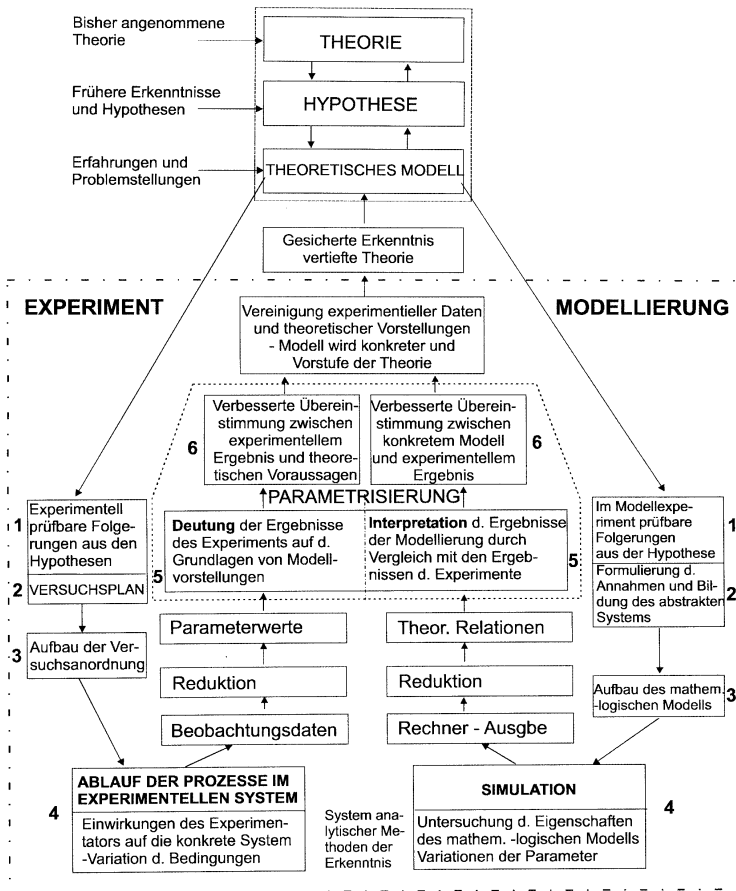 Bisher angenommene
Theorie
THEORIE
Frühere Erkenntnisse
und Hypothesen
HYPOTHESE
Erfahrungen und
Problemstellungen
THEORETISCHES MODELL
Gesicherte Erkenntnis
vertiefte Theorie
EXPERIMENT
MODELLIERUNG
Vereinigung experimentieller Daten
und theoretischer Vorstellungen
- Modell wird konkreter und
Vorstufe der Theorie
6
Verbesserte Überein-
stimmung zwischen
experimentellem
Ergebnis und theore-
tischen Voraussagen
Verbesserte Überein-
stimmung zwischen
konkretem Modell
und experimentellem
Ergebnis
6
PARAMETRISIERUNG
1
Experimentell
prüfbare Folge-
rungen aus den
Hypothesen
2
VERSUCHSPLAN
5
Deutung der Ergebnisse
des Experiments auf d.
Grundlagen von Modell-
vorstellungen
Interpretation d. Ergebnisse
der Modellierung durch
Vergleich mit den Ergeb-
nissen d. Experimente
5
Im Modellexpe-
riment prüfbare
Folgerungen
aus der Hypothese
1
Formulierung d.
Annahmen und Bil-
dung des abstrakten
Systems
2
3
Aufbau der Ver-
suchsanordnung
Parameterwerte
Theor. Relationen
Reduktion
Reduktion
Aufbau des mathem.
-logischen Modells
3
Beobachtungsdaten
Rechner - Ausgbe
4
ABLAUF DER PROZESSE IM
EXPERIMENTELLEN SYSTEM
Einwirkungen des Experimen-
tators auf die konkrete System
-Variation d. Bedingungen
System ana-
lytischer Me-
thoden der
Erkenntnis
SIMULATION
Untersuchung d. Eigenschaften
des mathem. -logischen Modells
Variationen der Parameter
4